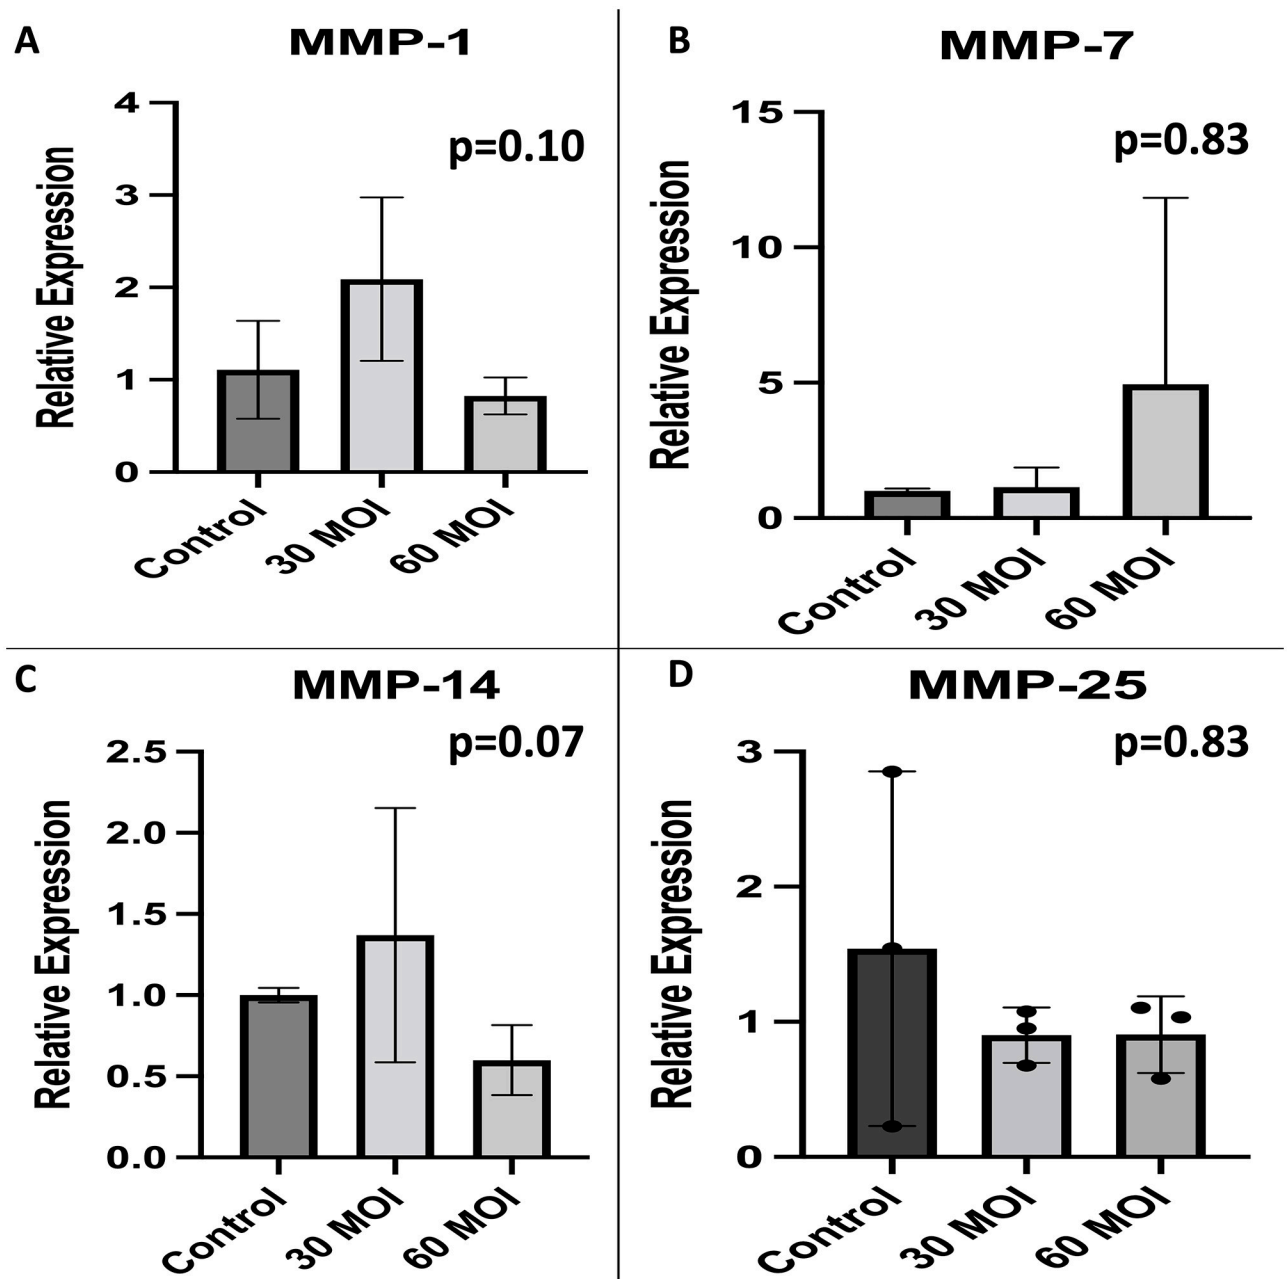 A
MMP-1
p=0.10
Relative Expression
4
3
2
1
0
Control
30 MOI
60 MOI
B
MMP-7
p=0.83
Relative Expression
15
10
5
0
Control
30 MOI
60 MOI
C
MMP-14
p=0.07
Relative Expression
2.5
2.0
1.5
1.0
0.5
0.0
Control
30 MOI
60 MOI
D
MMP-25
p=0.83
Relative Expression
3
2
1
0
Control
30 MOI
60 MOI